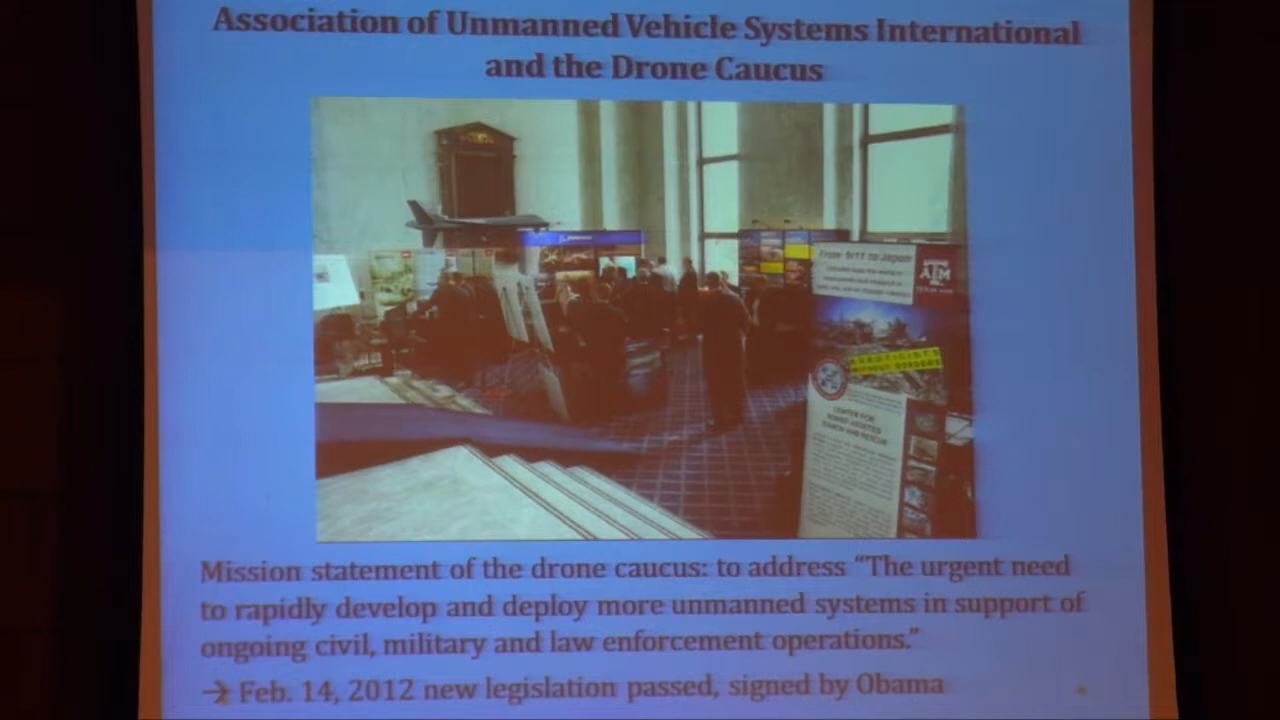 Association of Unmanned Vehicle Systems International
and the Drone Caucus
From 9/11 to Japan
ATM
ROBOTICISTS
WITHOUT BORDERS
CENTER FOR
ROBOT-ASSISTED
SEARCH AND RESCUE
Mission statement of the drone caucus: to address “The urgent need
to rapidly develop and deploy more unmanned systems in support of
ongoing civil, military and law enforcement operations.”
→ Feb. 14, 2012 new legislation passed, signed by Obama